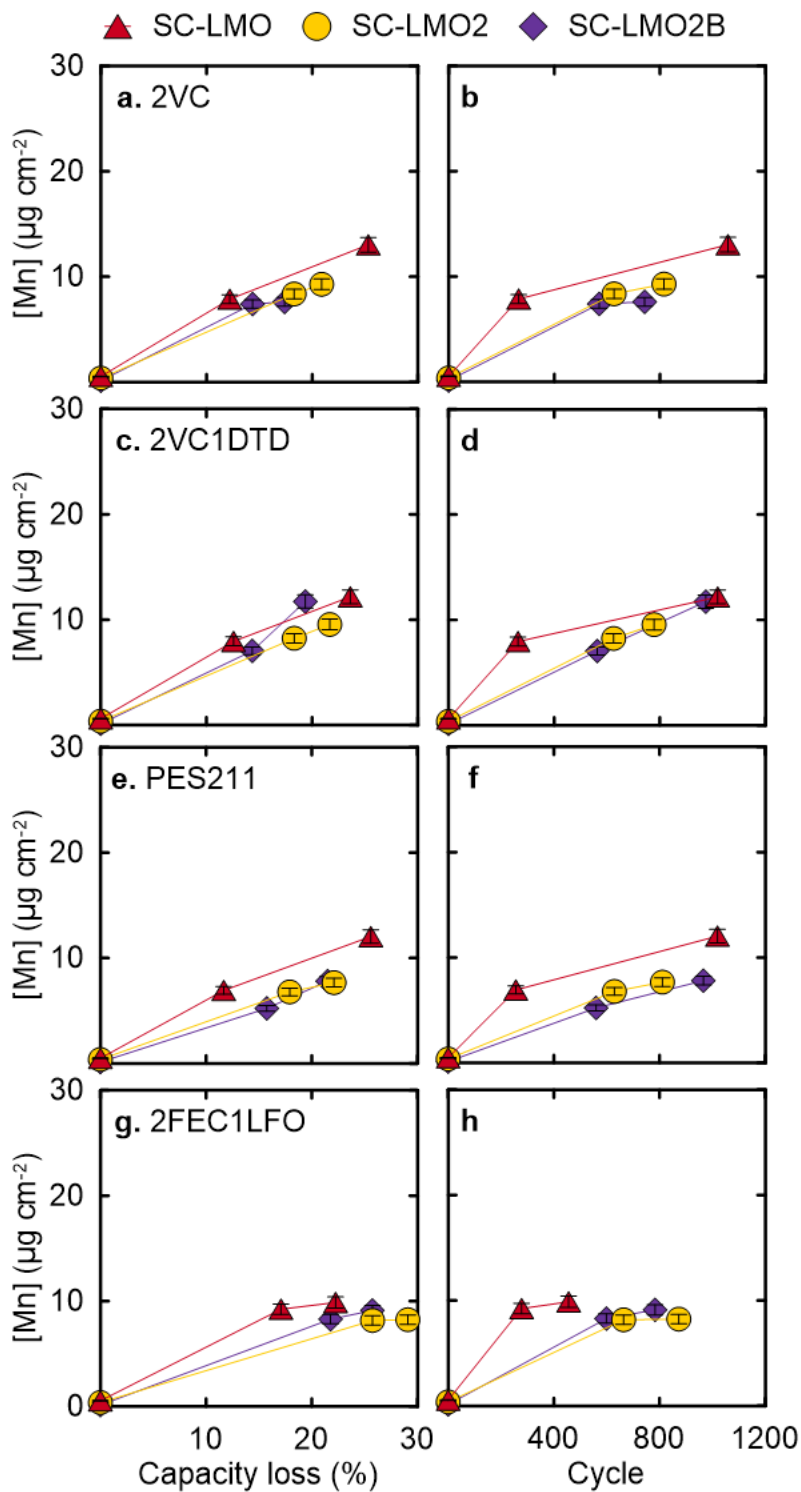 SC-LMO SC-LMO2 SC-LMO2B
30
a. 2VC
b
20
10
[Mn] (µg cm⁻²)
30
c. 2VC1DTD
d
20
10
[Mn] (µg cm⁻²)
30
e. PES211
f
20
10
[Mn] (µg cm⁻²)
30
g. 2FEC1LFO
h
20
10
0
[Mn] (µg cm⁻²)
10 20 30
400 800 1200
Capacity loss (%)
Cycle